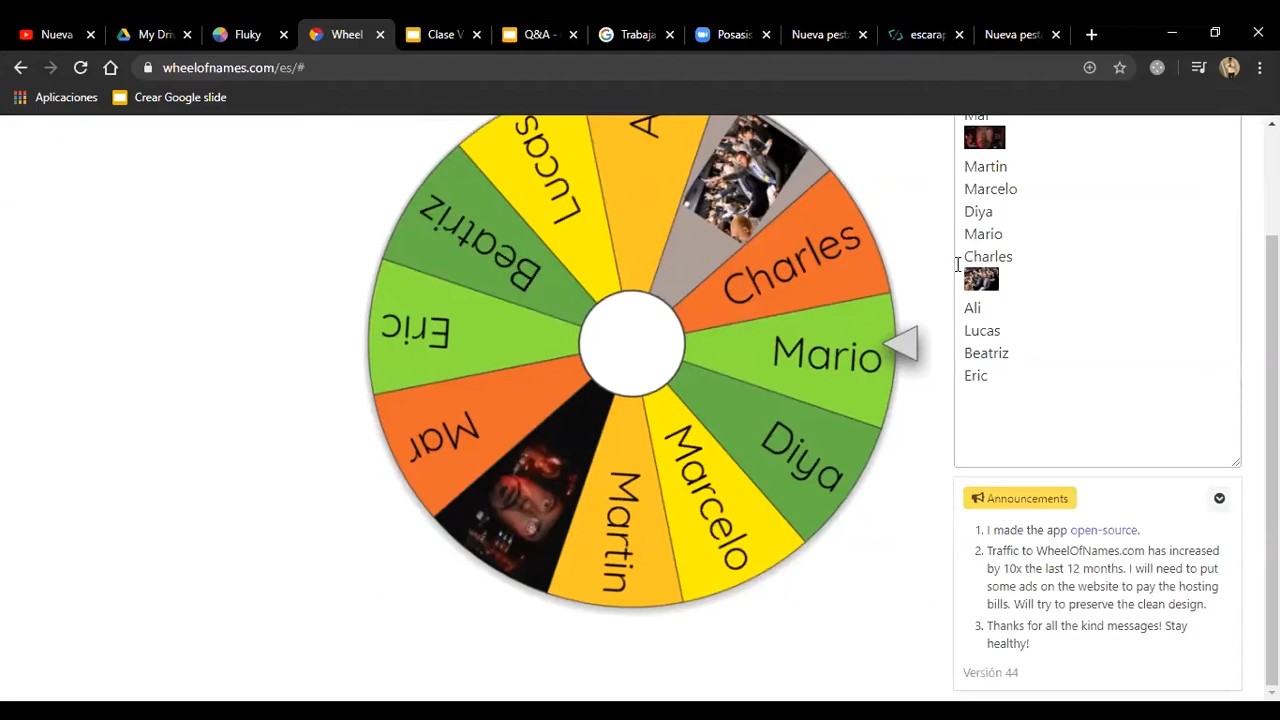 Nueva
My Dri
Fluky
Wheel
Clase V
Q&A -
Trabaja
Posasis
Nueva pest
escarap
Nueva pest
wheelofnames.com/es/#
Aplicaciones
Crear Google slide
Mar
Martin
Marcelo
Diya
Mario
Charles
Ali
Lucas
Beatriz
Eric
A
Lucas
Beatriz
Eric
Mar
Martin
Marcelo
Diya
Mario
Charles
Announcements
1. I made the app open-source.
2. Traffic to WheelOfNames.com has increased
by 10x the last 12 months. I will need to put
some ads on the website to pay the hosting
bills. Will try to preserve the clean design.
3. Thanks for all the kind messages! Stay
healthy!
Versión 44